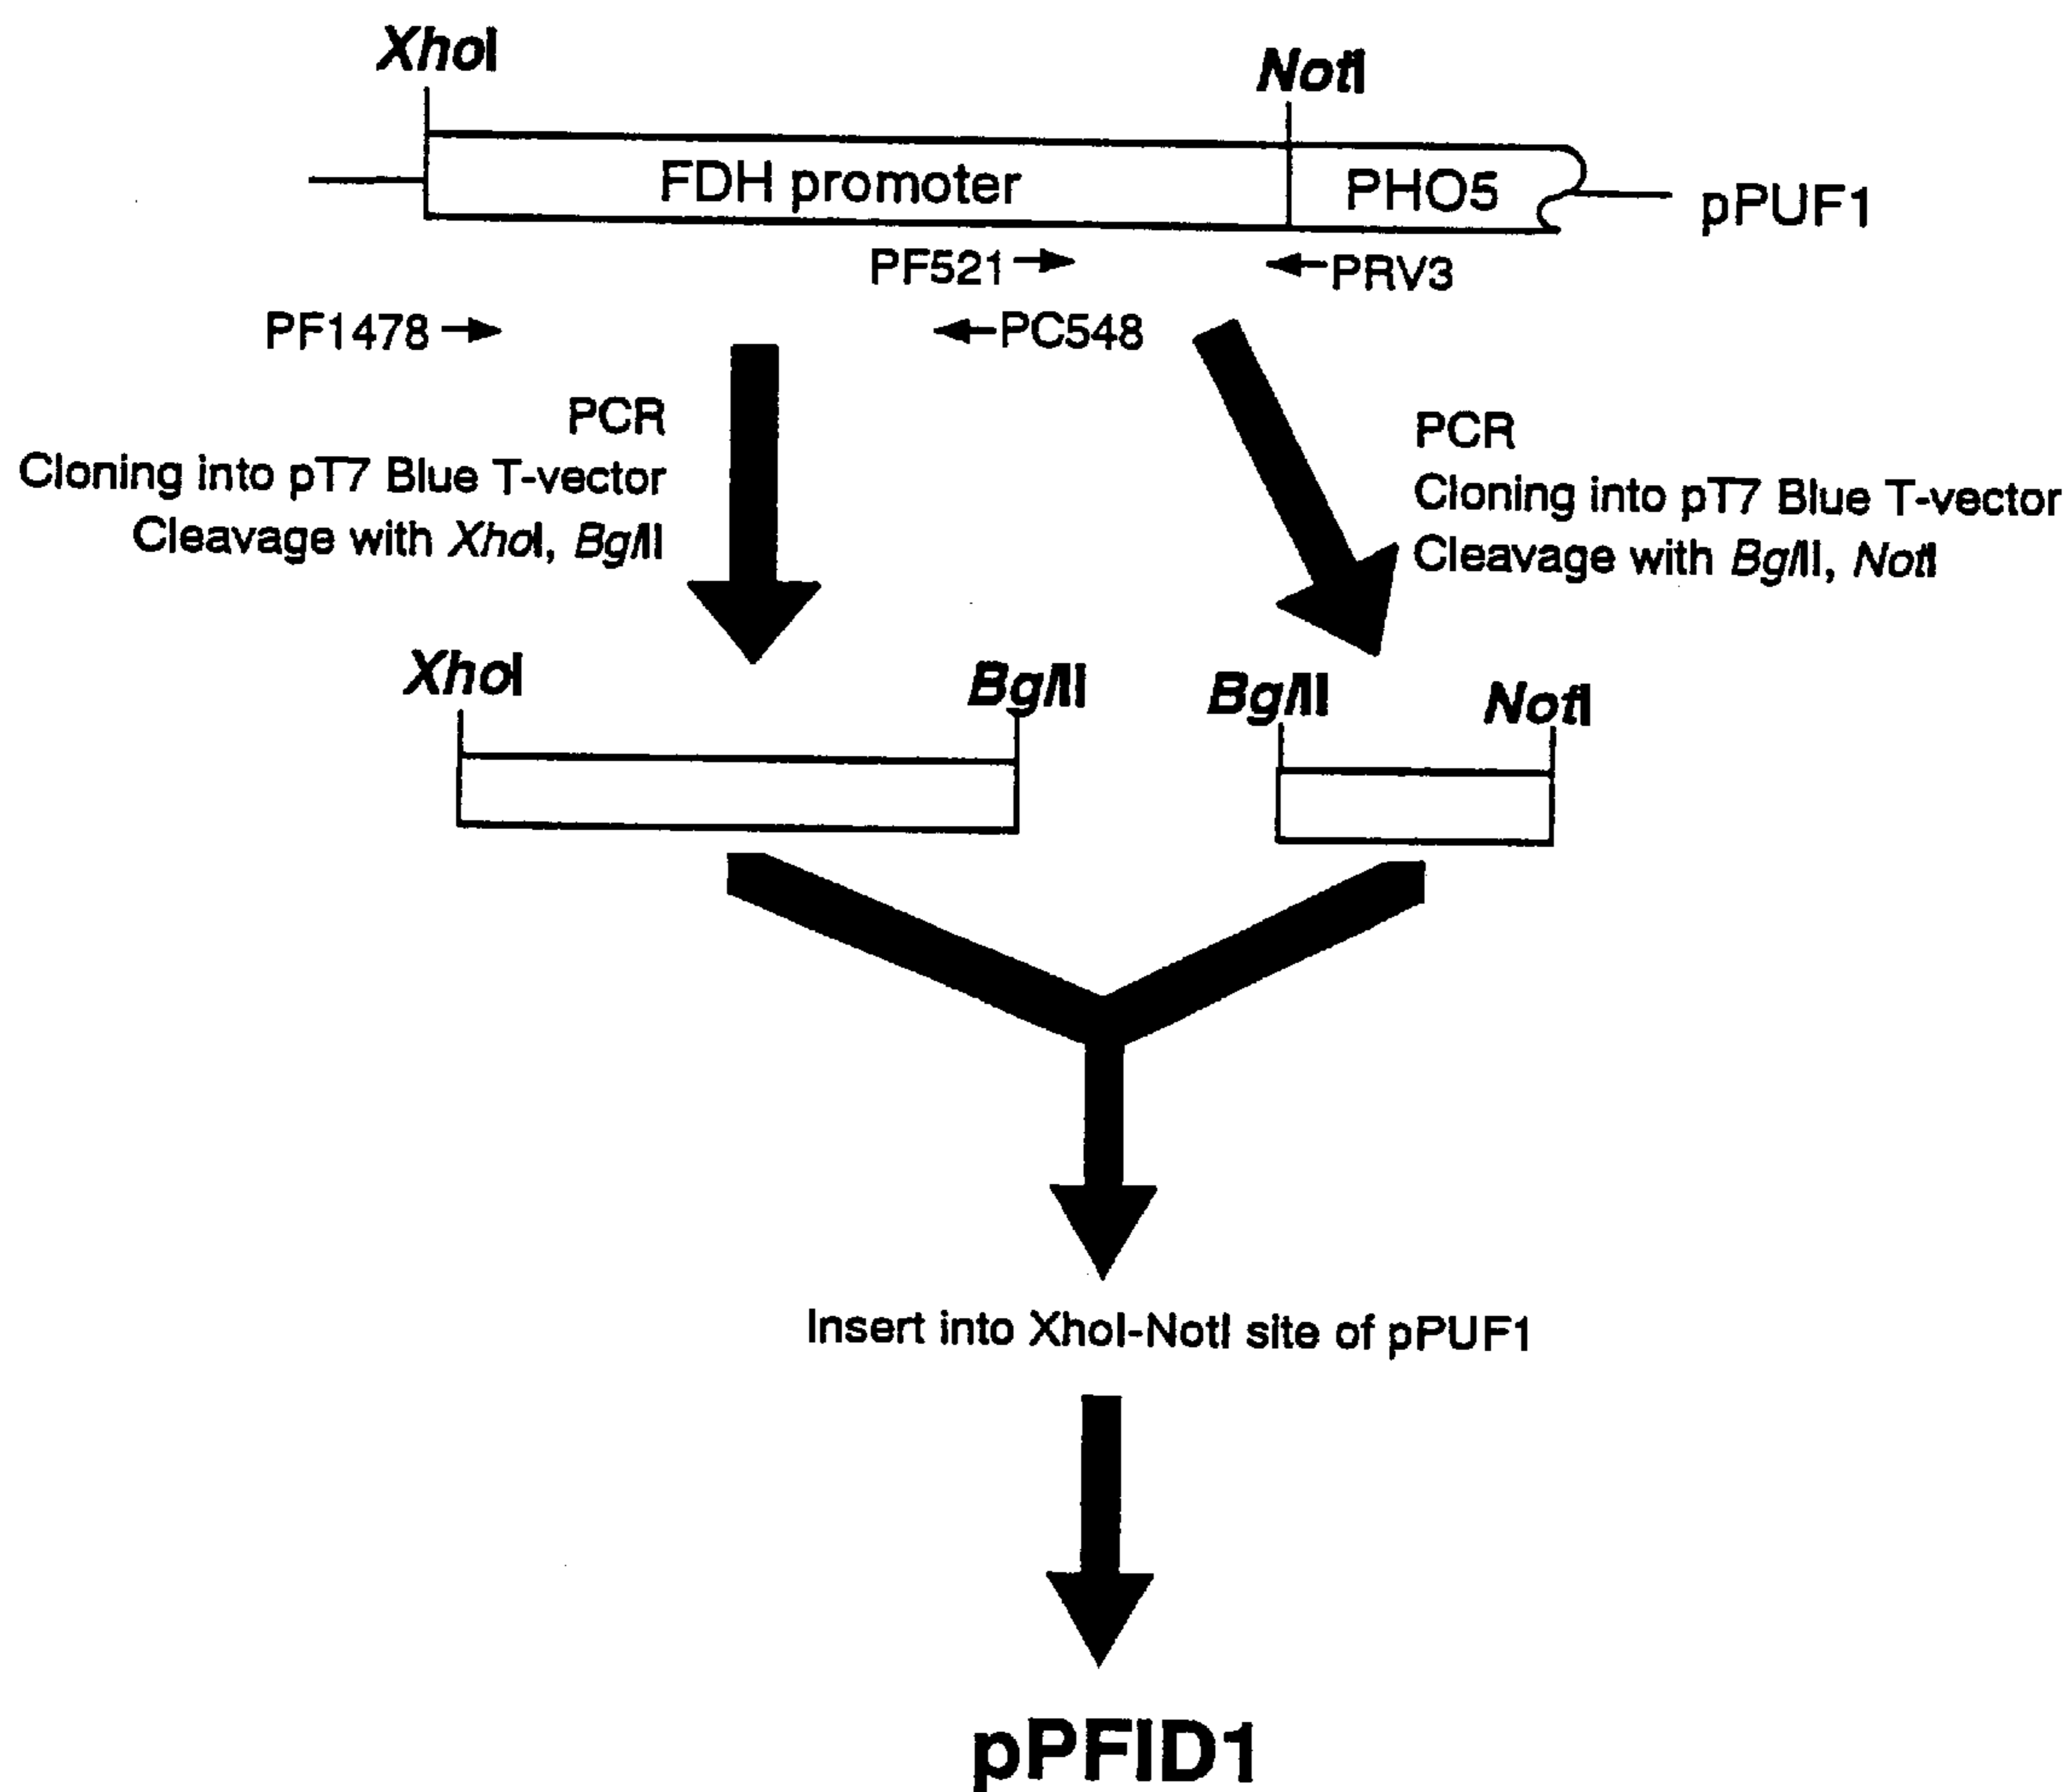 XhoI
NotI
FDH promoter
PHO5
pPUF1
PF521
PRV3
PF1478
PC548
PCR
Cloning into pT7 Blue T-vector
Cleavage with XhoI, BglII
PCR
Cloning into pT7 Blue T-vector
Cleavage with BglII, NotI
XhoI
BglII
BglII
NotI
Insert into XhoI-NotI site of pPUF1
pPFID1